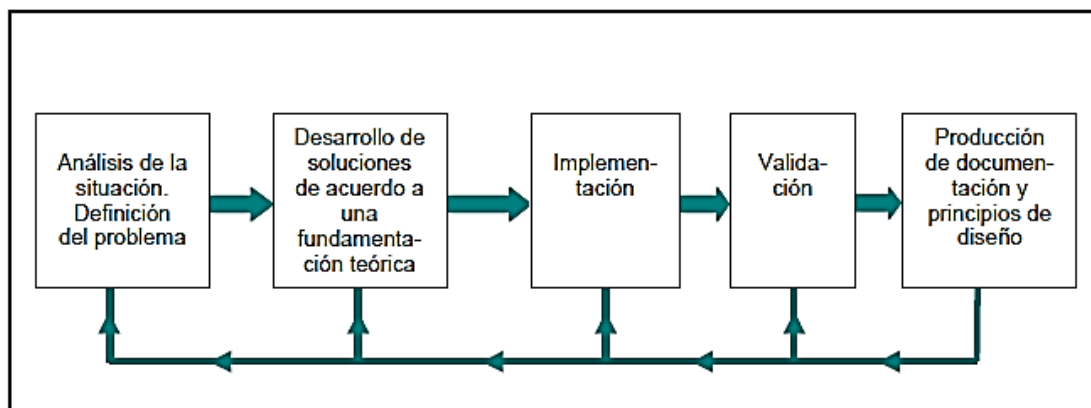 Análisis de la
situación.
Definición
del problema
Desarrollo de
soluciones
de acuerdo a
una
fundamenta-
ción teórica
Implemen-
tación
Valida-
ción
Producción
de documen-
tación y
principios de
diseño